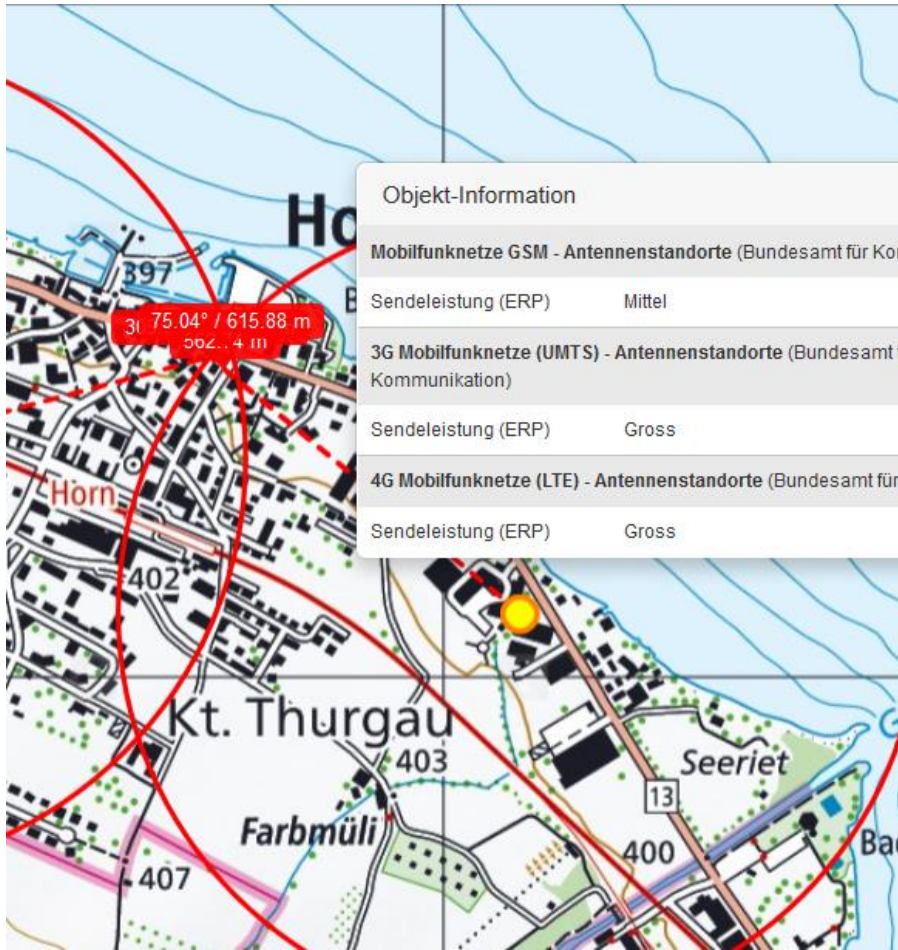 Ho
Objekt-Information
Mobilfunknetze GSM - Antennenstandorte (Bundesamt für Ko
397
Sendeleistung (ERP) Mittel
75.04° / 615.88 m
3G Mobilfunknetze (UMTS) - Antennenstandorte (Bundesamt
Kommunikation)
Sendeleistung (ERP) Gross
4G Mobilfunknetze (LTE) - Antennenstandorte (Bundesamt für
Horn
Sendeleistung (ERP) Gross
402
Kt. Thurgau
403
Seeriet
13
Farbmüli
400
Bad
407